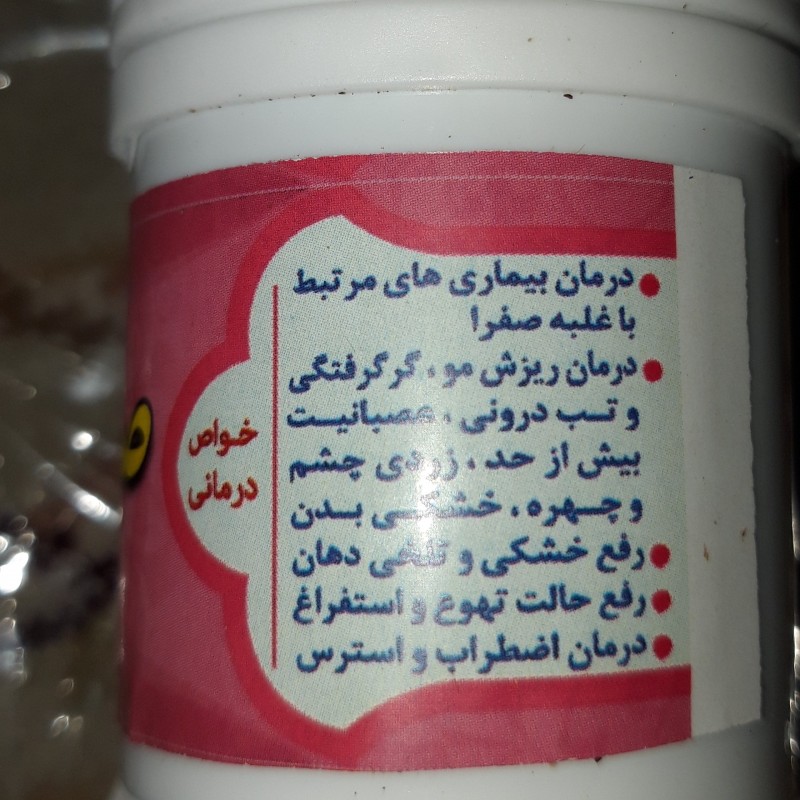 درمان بیماری های مرتبط
با غلبه صفرا
درمان ریزش مو ، گرگرفتگی
و تب درونی ، عصبانیت
بیش از حد ، زردی چشم
و چهره ، خشکی بدن
رفع خشکی و تلخی دهان
رفع حالت تهوع و استفراغ
درمان اضطراب و استرس
خواص
درمانی